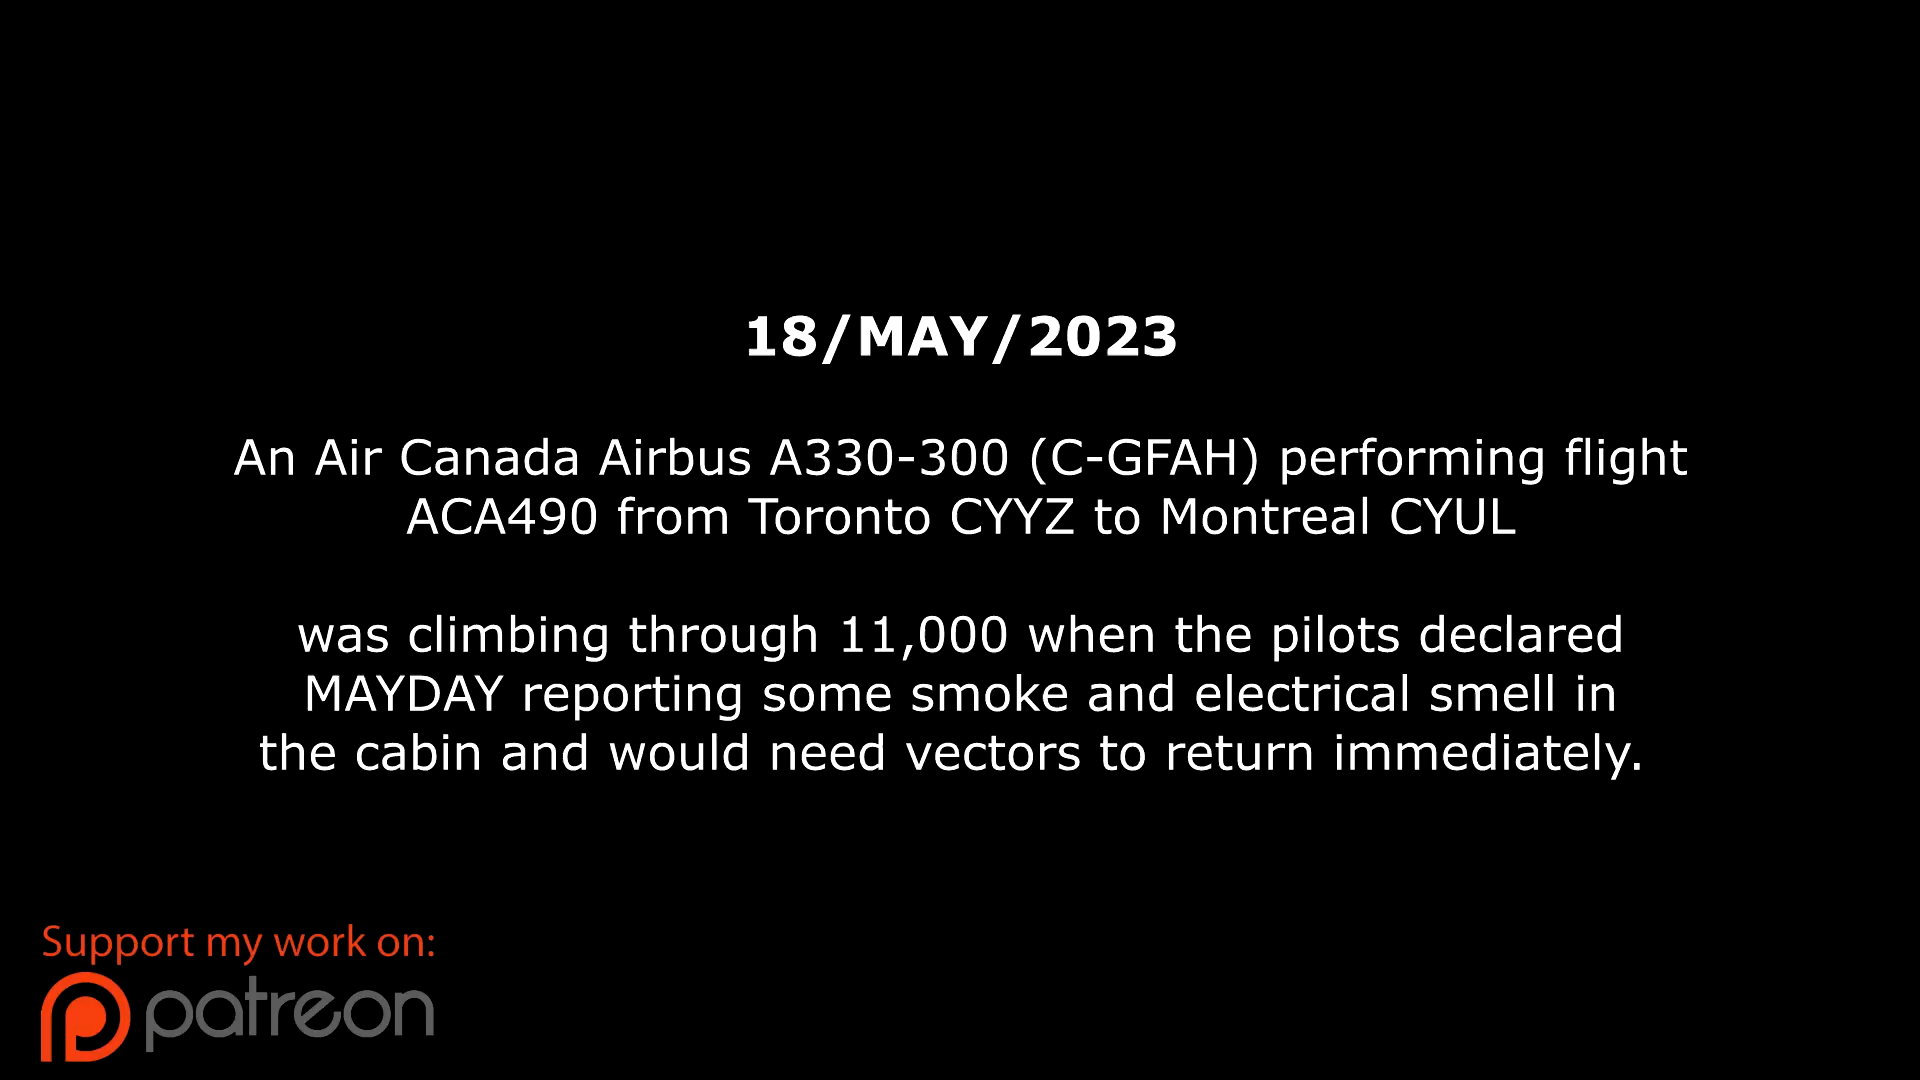 18/MAY/2023
An Air Canada Airbus A330-300 (C-GFAH) performing flight
ACA490 from Toronto CYYZ to Montreal CYUL
was climbing through 11,000 when the pilots declared
MAYDAY reporting some smoke and electrical smell in
the cabin and would need vectors to return immediately.
Support my work on:
patreon